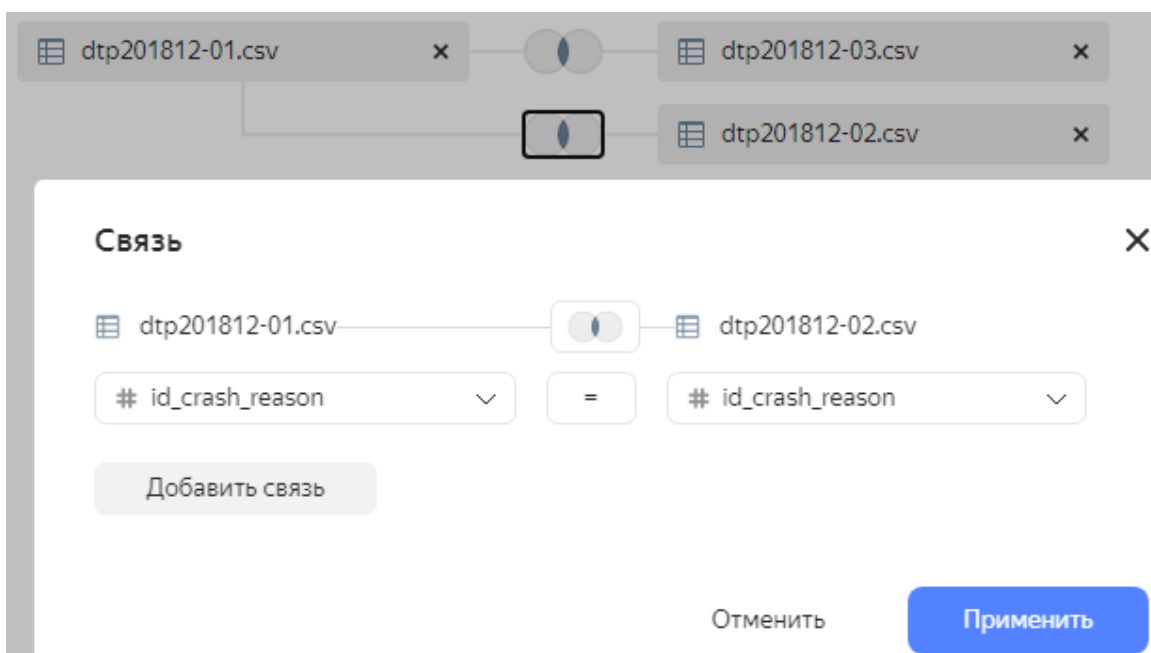 dtp201812-01.csv
dtp201812-03.csv
dtp201812-02.csv
Связь
dtp201812-01.csv
dtp201812-02.csv
# id_crash_reason = # id_crash_reason
Добавить связь
Отменить Применить